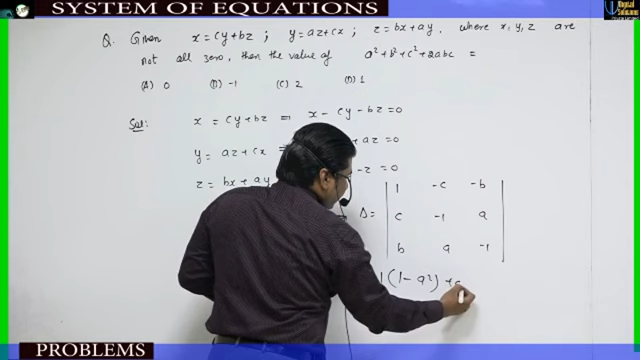 SYSTEM OF EQUATIONS
Digital
Q. Given x = cy + bz ; y = az + cx ; z = bx + ay , where x, y, z are
not all zero, then the value of a² + b² + c² + 2abc =
(A) 0 (B) -1 (C) 2 (D) 1
Sol: x = cy + bz ⇒ x - cy - bz = 0
y = az + cx + az = 0
z = bx + ay - z = 0
Δ = | 1 -c -b |
| c -1 a |
| b a -1 |
1 (1 - a²) +
PROBLEMS